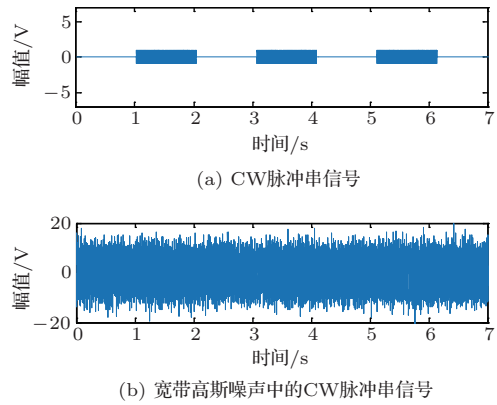 幅值/V
5
0
−5
0 1 2 3 4 5 6 7
时间/s
(a) CW脉冲串信号
幅值/V
20
0
−20
0 1 2 3 4 5 6 7
时间/s
(b) 宽带高斯噪声中的CW脉冲串信号